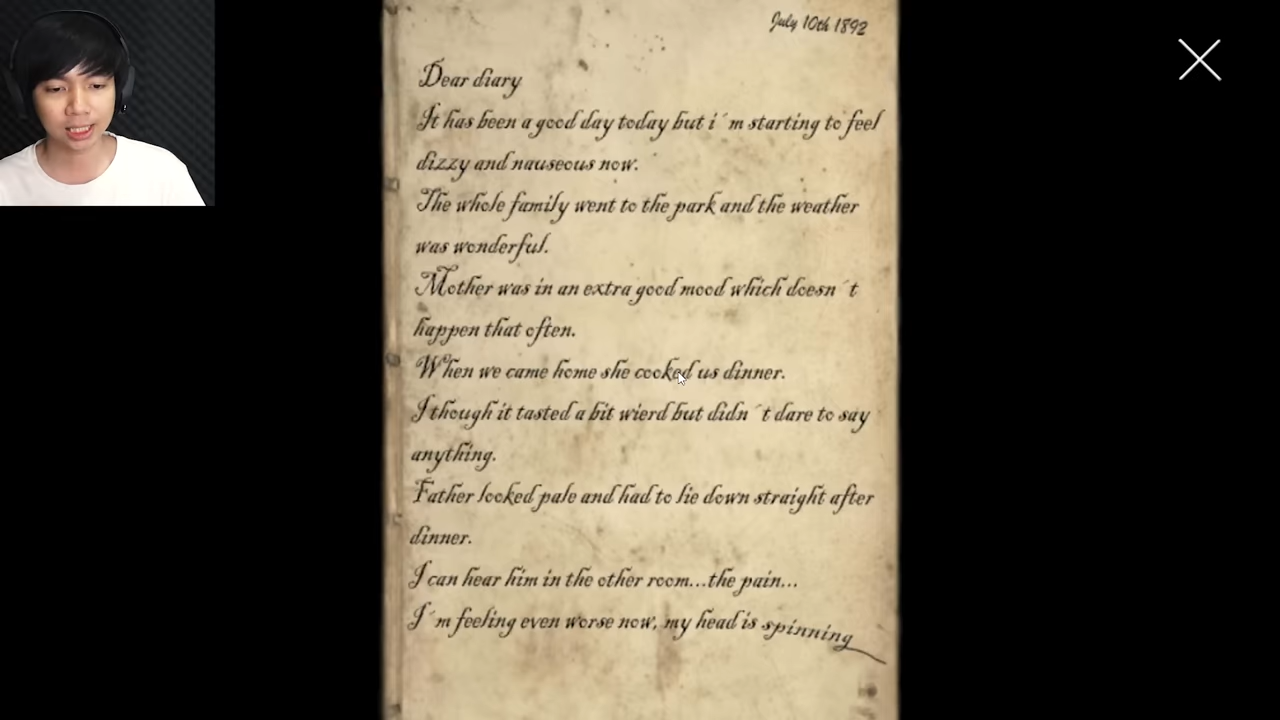 July 10th 1892
Dear diary
It has been a good day today but i´m starting to feel
dizzy and nauseous now.
The whole family went to the park and the weather
was wonderful.
Mother was in an extra good mood which doesn´t
happen that often.
When we came home she cooked us dinner.
I though it tasted a bit wierd but didn´t dare to say
anything.
Father looked pale and had to lie down straight after
dinner.
I can hear him in the other room...the pain...
I´m feeling even worse now, my head is spinning